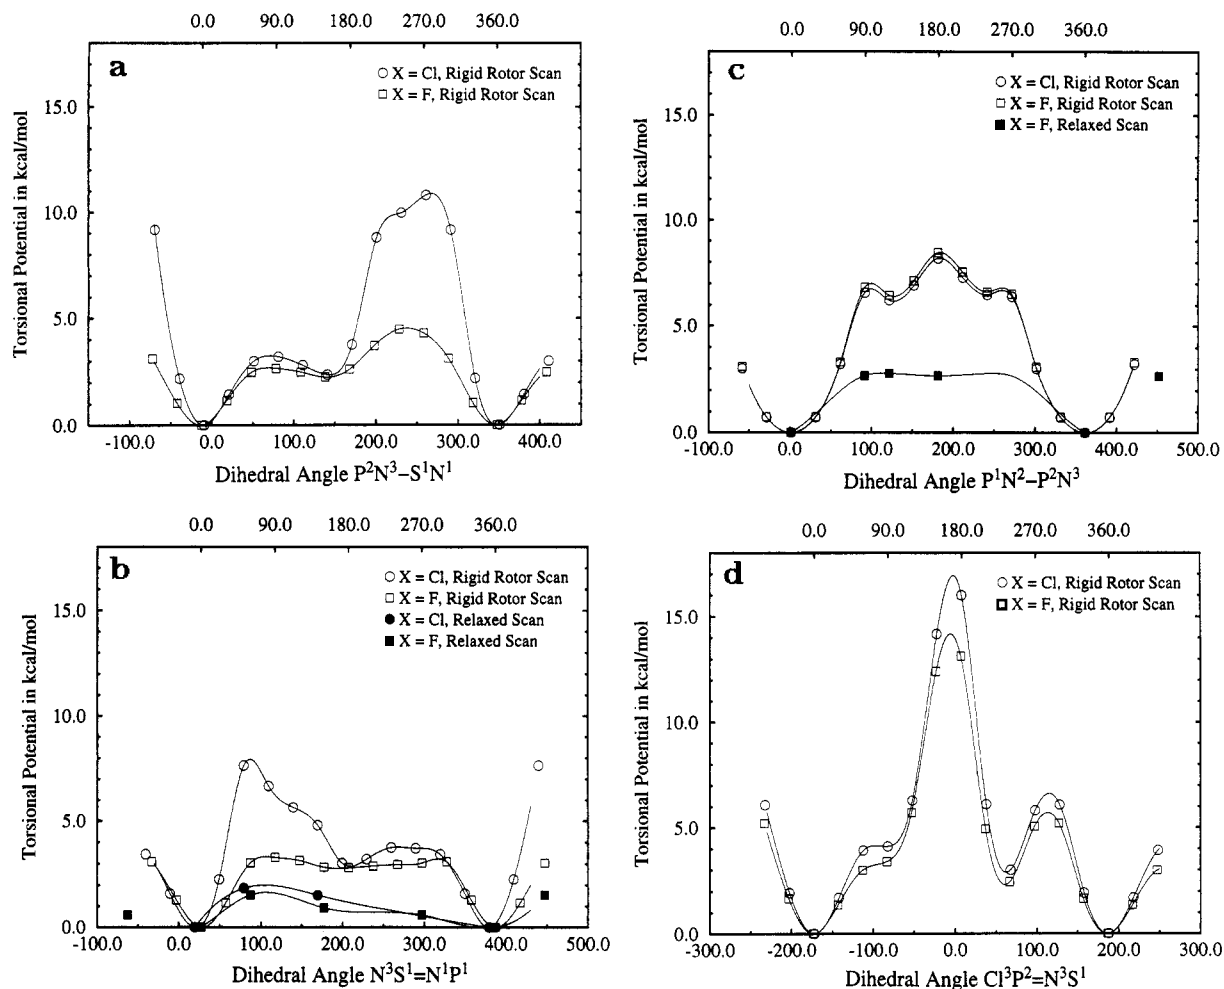 0.0 90.0 180.0 270.0 360.0
a
X = Cl, Rigid Rotor Scan
X = F, Rigid Rotor Scan
15.0
10.0
5.0
0.0
Torsional Potential in kcal/mol
-100.0 0.0 100.0 200.0 300.0 400.0
Dihedral Angle P²N³−S¹N¹
0.0 90.0 180.0 270.0 360.0
c
X = Cl, Rigid Rotor Scan
X = F, Rigid Rotor Scan
X = F, Relaxed Scan
15.0
10.0
5.0
0.0
Torsional Potential in kcal/mol
-100.0 0.0 100.0 200.0 300.0 400.0 500.0
Dihedral Angle P¹N²−P²N³
0.0 90.0 180.0 270.0 360.0
b
X = Cl, Rigid Rotor Scan
X = F, Rigid Rotor Scan
X = Cl, Relaxed Scan
X = F, Relaxed Scan
15.0
10.0
5.0
0.0
Torsional Potential in kcal/mol
-100.0 0.0 100.0 200.0 300.0 400.0 500.0
Dihedral Angle N³S¹=N¹P¹
0.0 90.0 180.0 270.0 360.0
d
X = Cl, Rigid Rotor Scan
X = F, Rigid Rotor Scan
15.0
10.0
5.0
0.0
Torsional Potential in kcal/mol
-300.0 -200.0 -100.0 0.0 100.0 200.0 300.0
Dihedral Angle Cl³P²=N³S¹